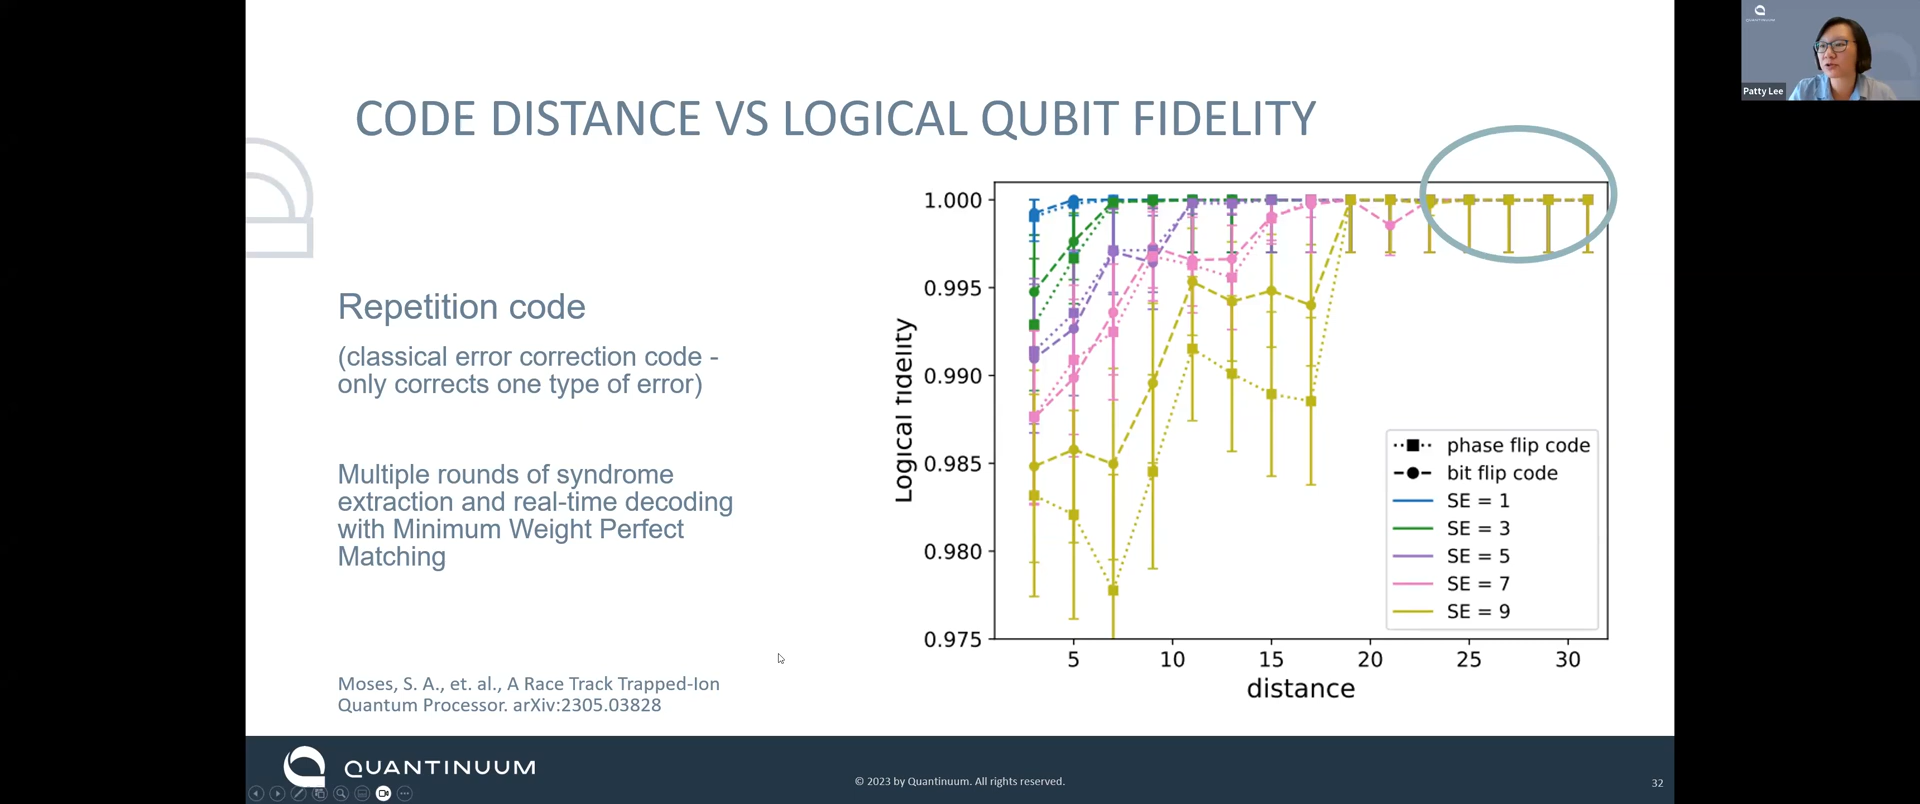 CODE DISTANCE VS LOGICAL QUBIT FIDELITY
Patty Lee
Repetition code
(classical error correction code -
only corrects one type of error)
Multiple rounds of syndrome
extraction and real-time decoding
with Minimum Weight Perfect
Matching
Moses, S. A., et. al., A Race Track Trapped-Ion
Quantum Processor. arXiv:2305.03828
Logical fidelity
1.000
0.995
0.990
0.985
0.980
0.975
5 10 15 20 25 30
distance
phase flip code
bit flip code
SE = 1
SE = 3
SE = 5
SE = 7
SE = 9
QUANTINUUM
© 2023 by Quantinuum. All rights reserved.
32